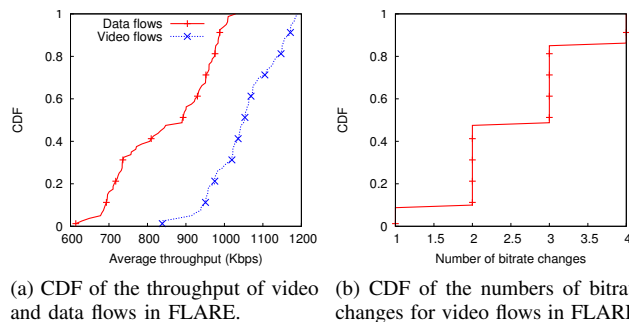 Data flows
Video flows
1
0.8
0.6
0.4
0.2
0
CDF
600 700 800 900 1000 1100 1200
Average throughput (Kbps)
1
0.8
0.6
0.4
0.2
0
CDF
1 1.5 2 2.5 3 3.5 4
Number of bitrate changes
(a) CDF of the throughput of video
and data flows in FLARE.
(b) CDF of the numbers of bitra
changes for video flows in FLAR